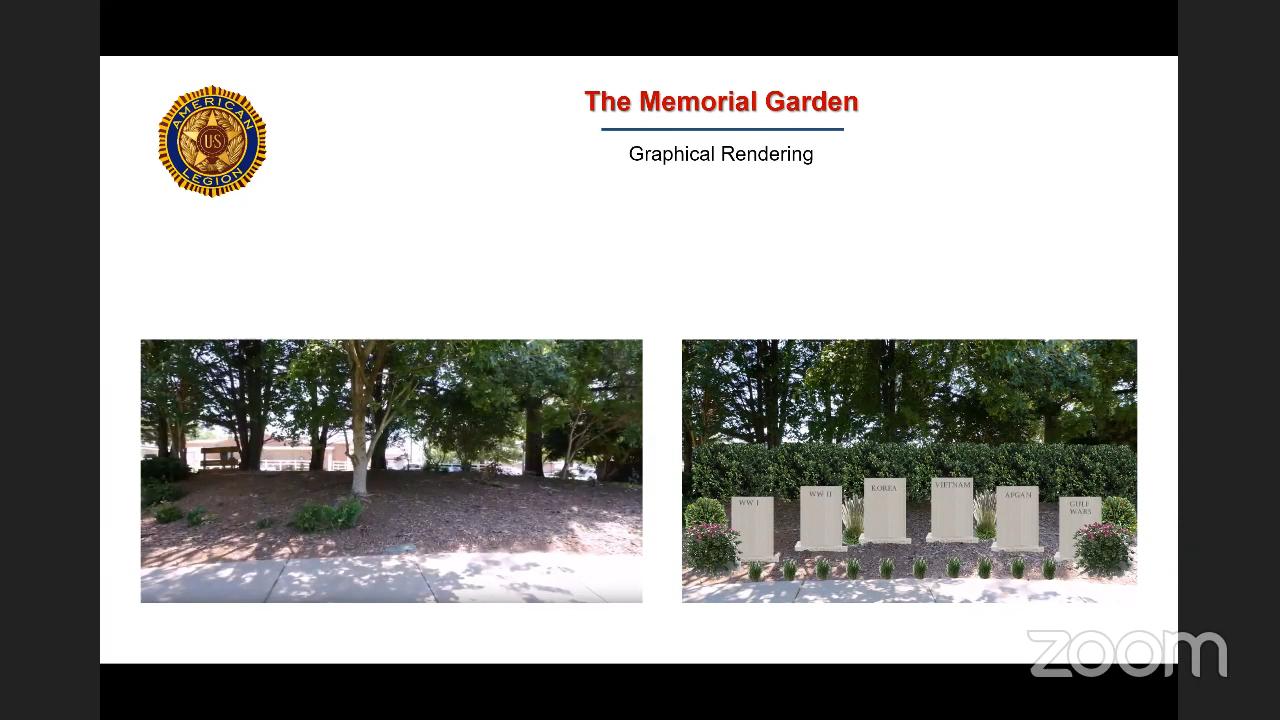 The Memorial Garden
Graphical Rendering
AMERICAN
US
LEGION
WW I
WW II
KOREA
VIETNAM
AFGAN
GULF
WARS
zoom